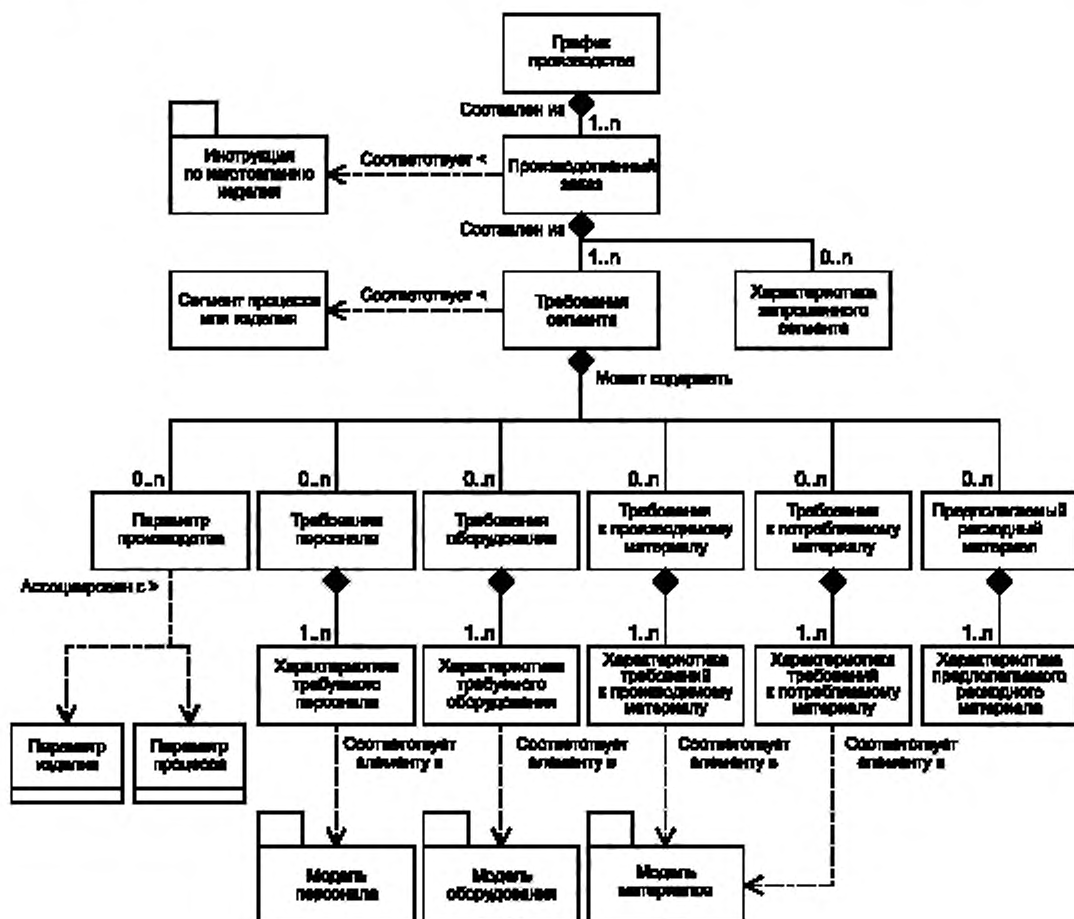 График
производства
Составлен из
1..n
Инструкция
по изготовлению
изделия
Соответствует <
Производственный
заказ
Составлен из
1..n
0..n
Сегмент процесса
или изделия
Соответствует <
Требования
сегмента
Характеристика
запрошенного
сегмента
Может содержать
0..n
0..n
0..n
0..n
0..n
0..n
Параметр
производства
Требования
персонала
Требования
оборудования
Требования
к производимому
материалу
Требования
к потребляемому
материалу
Предполагаемый
расходный
материал
Ассоциирован с >
1..n
1..n
1..n
1..n
1..n
Характеристика
требуемого
персонала
Характеристика
требуемого
оборудования
Характеристика
требований
к производимому
материалу
Характеристика
требований
к потребляемому
материалу
Характеристика
предполагаемого
расходного
материала
Параметр
изделия
Параметр
процесса
Соответствует
элементу в
Соответствует
элементу в
Соответствует
элементу в
Соответствует
элементу в
Модель
персонала
Модель
оборудования
Модель
материалов